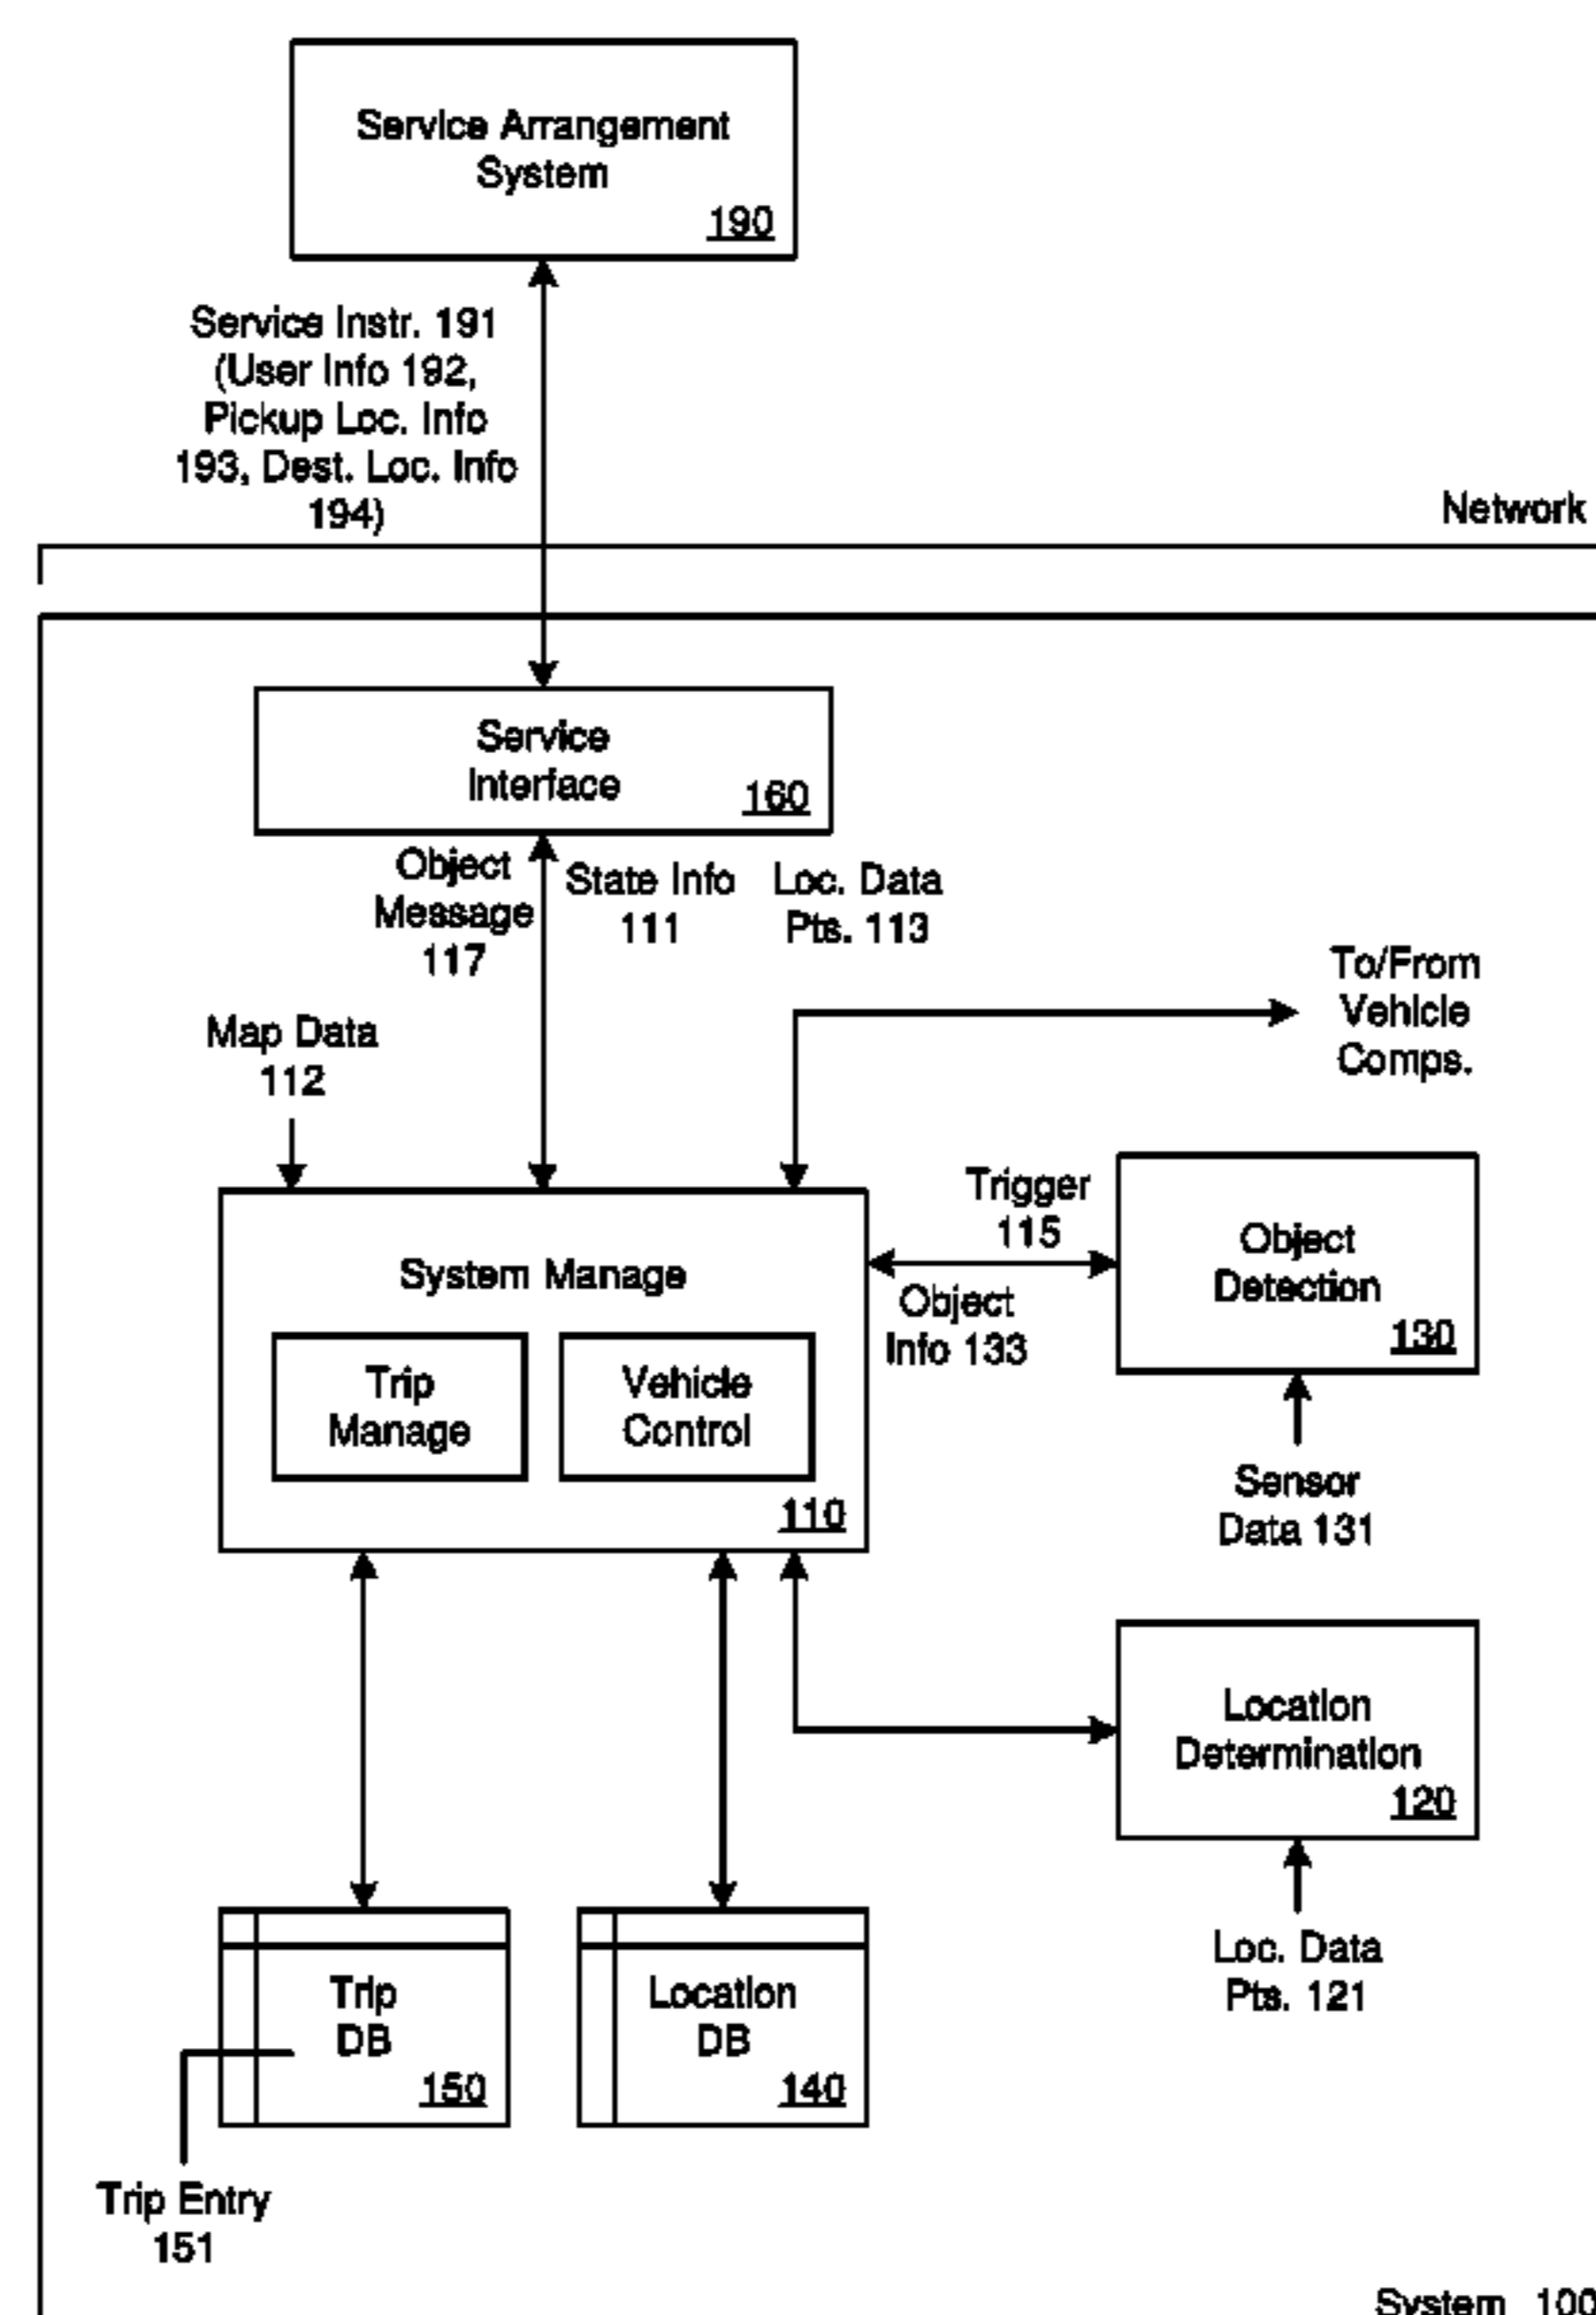 Service Arrangement
System
190
Service Instr. 191
(User Info 192,
Pickup Loc. Info
193, Dest. Loc. Info
194)
Network
Service
Interface
160
Object
Message
117
State Info
111
Loc. Data
Pts. 113
To/From
Vehicle
Comps.
Map Data
112
System Manage
Trip
Manage
Vehicle
Control
110
Trigger
115
Object
Info 133
Object
Detection
130
Sensor
Data 131
Location
Determination
120
Loc. Data
Pts. 121
Trip
DB
150
Location
DB
140
Trip Entry
151
System 100